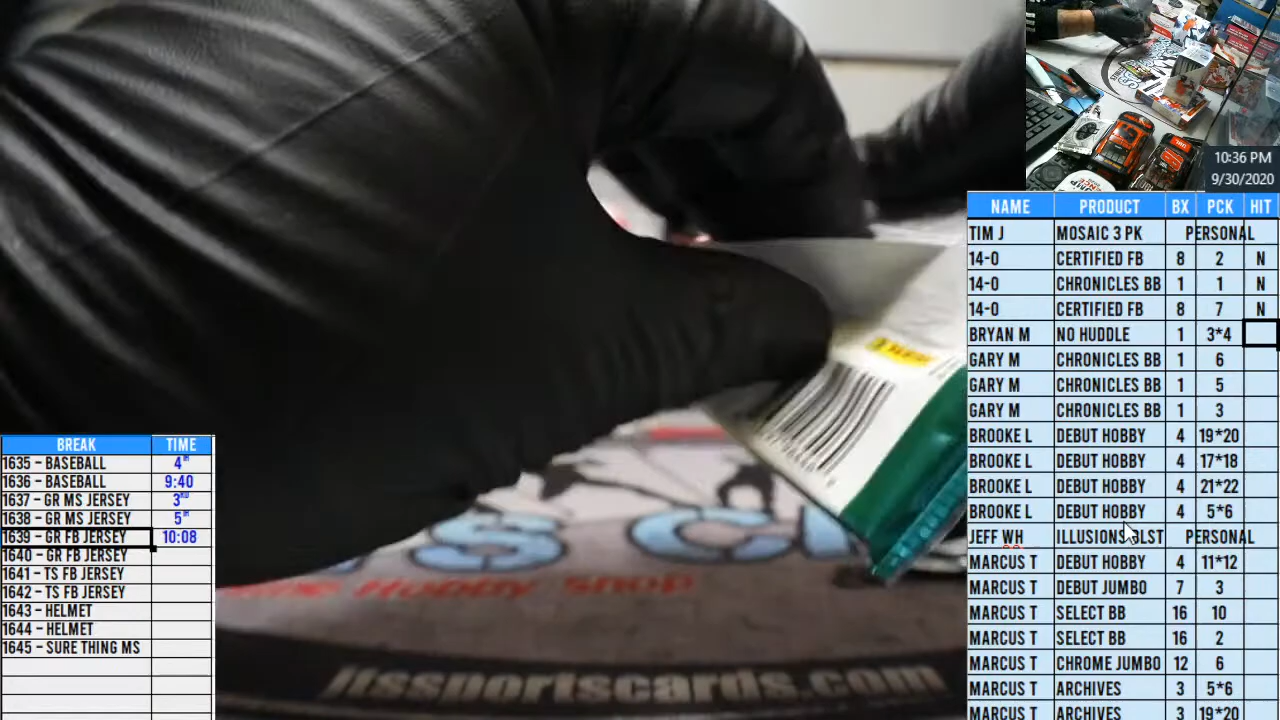 10:36 PM
9/30/2020
NAME PRODUCT BX PCK HIT
TIM J MOSAIC 3 PK PERSONAL
14-0 CERTIFIED FB 8 2 N
14-0 CHRONICLES BB 1 1 N
14-0 CERTIFIED FB 8 7 N
BRYAN M NO HUDDLE 1 3*4
GARY M CHRONICLES BB 1 6
GARY M CHRONICLES BB 1 5
GARY M CHRONICLES BB 1 3
BROOKE L DEBUT HOBBY 4 19*20
BROOKE L DEBUT HOBBY 4 17*18
BROOKE L DEBUT HOBBY 4 21*22
BROOKE L DEBUT HOBBY 4 5*6
JEFF WH ILLUSIONS BLST PERSONAL
MARCUS T DEBUT HOBBY 4 11*12
MARCUS T DEBUT JUMBO 7 3
MARCUS T SELECT BB 16 10
MARCUS T SELECT BB 16 2
MARCUS T CHROME JUMBO 12 6
MARCUS T ARCHIVES 3 5*6
MARCUS T ARCHIVES 3 19*20
BREAK TIME
1635 – BASEBALL 4TH
1636 – BASEBALL 9:40
1637 – GR MS JERSEY 3RD
1638 – GR MS JERSEY 5TH
1639 – GR FB JERSEY 10:08
1640 – GR FB JERSEY
1641 – TS FB JERSEY
1642 – TS FB JERSEY
1643 – HELMET
1644 – HELMET
1645 – SURE THING MS
Hobby Shop
jtssportscards.com